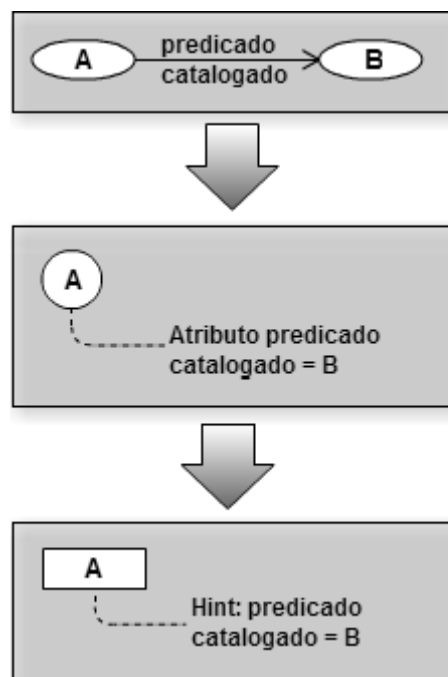 A
predicado
catalogado
B
A
Atributo predicado
catalogado = B
A
Hint: predicado
catalogado = B